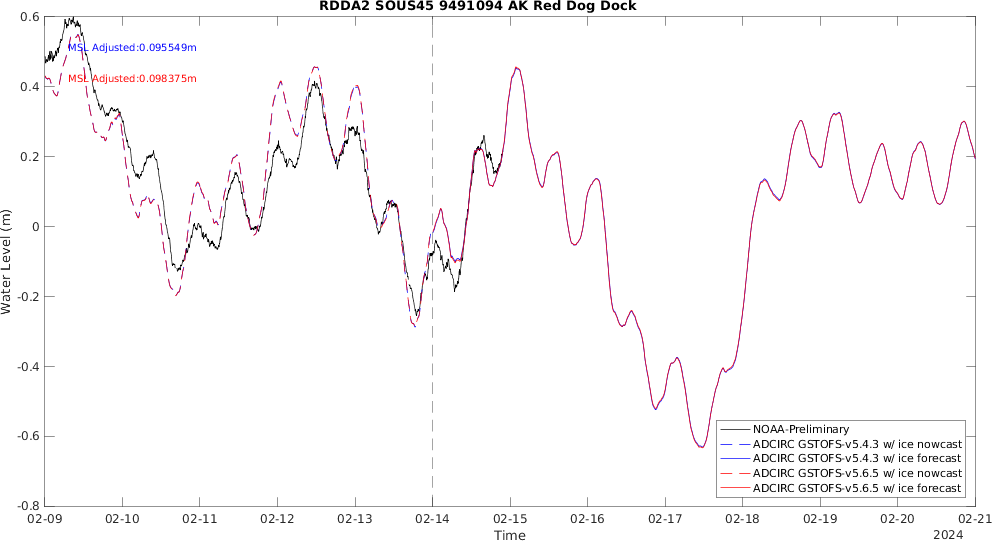 RDDA2 SOUS45 9491094 AK Red Dog Dock
MSL Adjusted:0.095549m
MSL Adjusted:0.098375m
Water Level (m)
0.6
0.4
0.2
0
-0.2
-0.4
-0.6
-0.8
NOAA-Preliminary
ADCIRC GSTOFS-v5.4.3 w/ ice nowcast
ADCIRC GSTOFS-v5.4.3 w/ ice forecast
ADCIRC GSTOFS-v5.6.5 w/ ice nowcast
ADCIRC GSTOFS-v5.6.5 w/ ice forecast
02-09 02-10 02-11 02-12 02-13 02-14 02-15 02-16 02-17 02-18 02-19 02-20 02-21
Time
2024